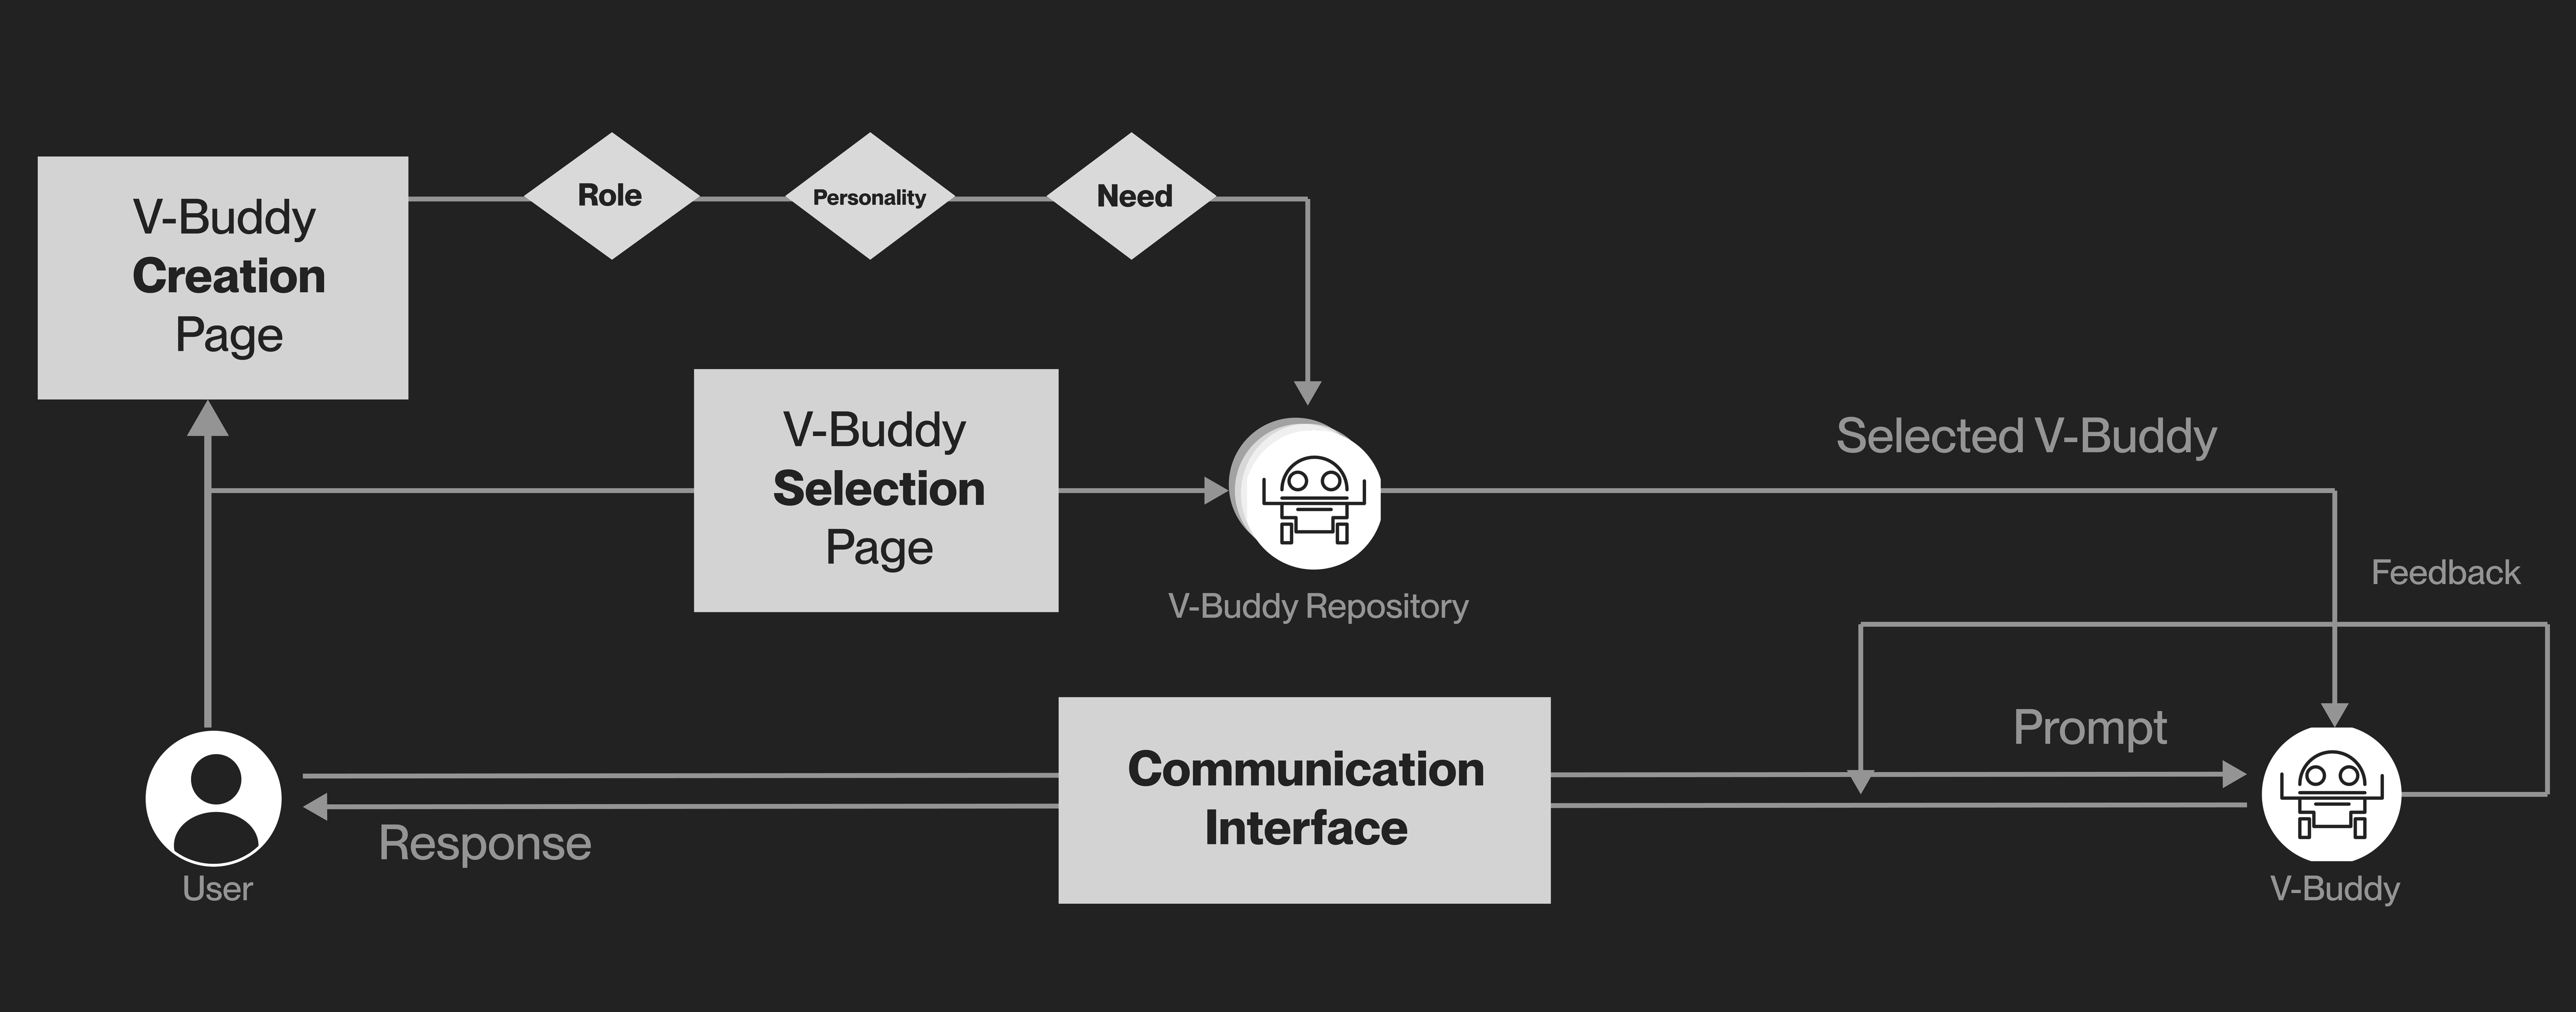 V-Buddy
Creation
Page
Role
Personality
Need
V-Buddy
Selection
Page
V-Buddy Repository
Selected V-Buddy
Feedback
Prompt
Communication
Interface
Response
User
V-Buddy